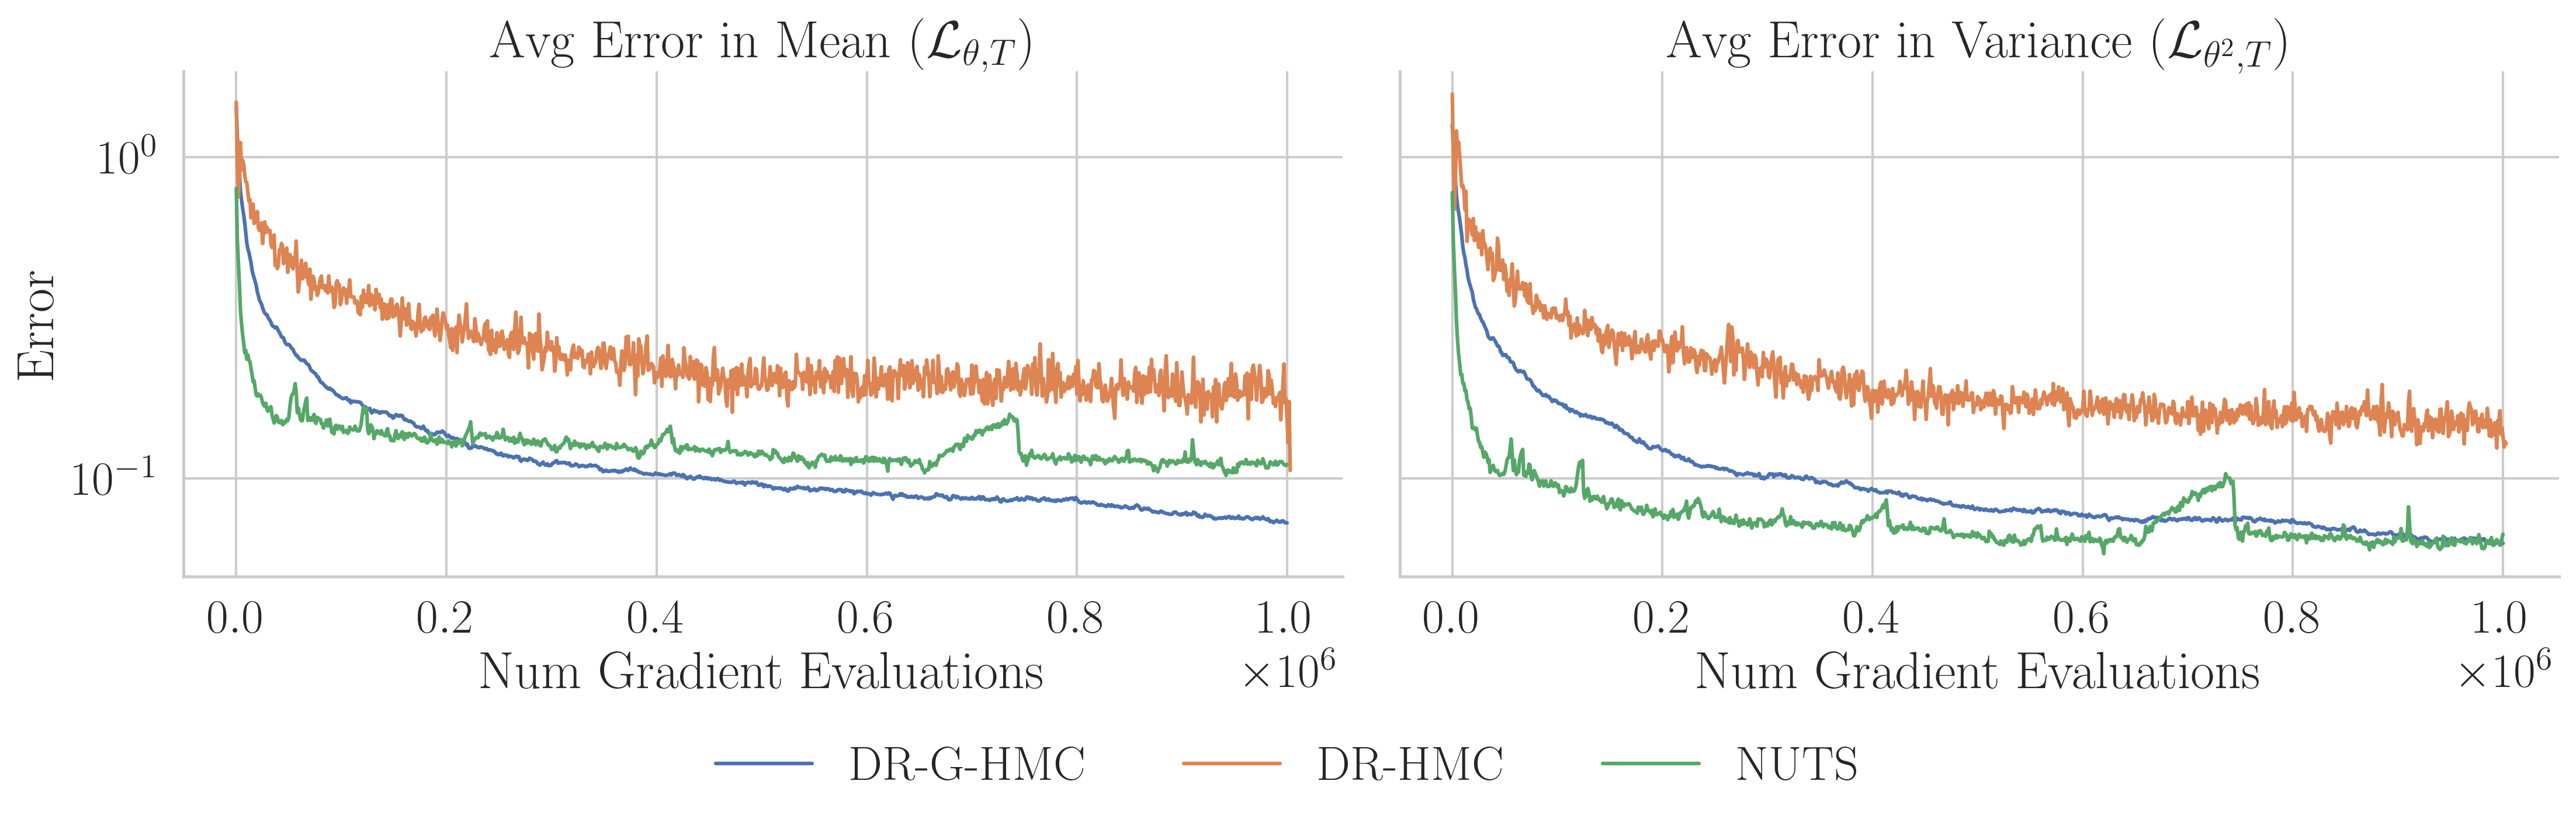 Avg Error in Mean (𝓛θ,T)
Avg Error in Variance (𝓛θ²,T)
Error
10⁰
10⁻¹
0.0 0.2 0.4 0.6 0.8 1.0
0.0 0.2 0.4 0.6 0.8 1.0
Num Gradient Evaluations ×10⁶
Num Gradient Evaluations ×10⁶
DR-G-HMC DR-HMC NUTS